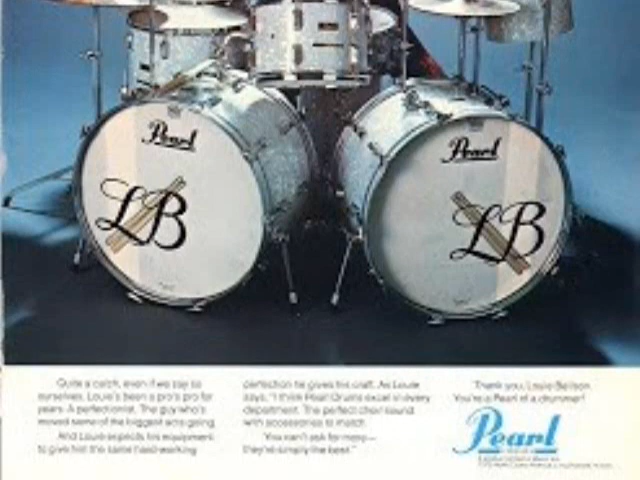 Pearl
LB
Pearl
LB
Quite a catch, even if we say so
ourselves. Louie's been a pro's pro for
years. A perfectionist. The guy who's
moved some of the biggest acts going.
And Louie expects his equipment
to give him the same hard-working
perfection he gives his craft. As Louie
says, "I think Pearl Drums excel in every
department. The perfect choir sound
with accessories to match.
You can't ask for more—
they're simply the best."
Thank you, Louie Bellson.
You're a Pearl of a drummer!
Pearl